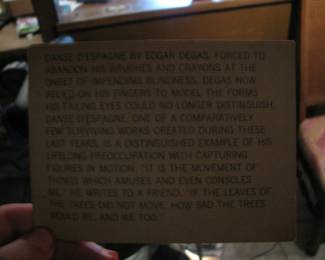 DANSE D'ESPAGNE BY EDGAR DEGAS. FORCED TO
ABANDON HIS BRUSHES AND CRAYONS AT THE
ONSET OF IMPENDING BLINDNESS, DEGAS NOW
RELIED ON HIS FINGERS TO MODEL THE FORMS
HIS FAILING EYES COULD NO LONGER DISTINGUISH.
DANSE D'ESPAGNE, ONE OF A COMPARATIVELY
FEW SURVIVING WORKS CREATED DURING THESE
LAST YEARS, IS A DISTINGUISHED EXAMPLE OF HIS
LIFELONG PREOCCUPATION WITH CAPTURING
FIGURES IN MOTION. "IT IS THE MOVEMENT OF
THINGS WHICH AMUSES AND EVEN CONSOLES
ME," HE WRITES TO A FRIEND. "IF THE LEAVES OF
THE TREES DID NOT MOVE, HOW SAD THE TREES
WOULD BE, AND WE TOO."